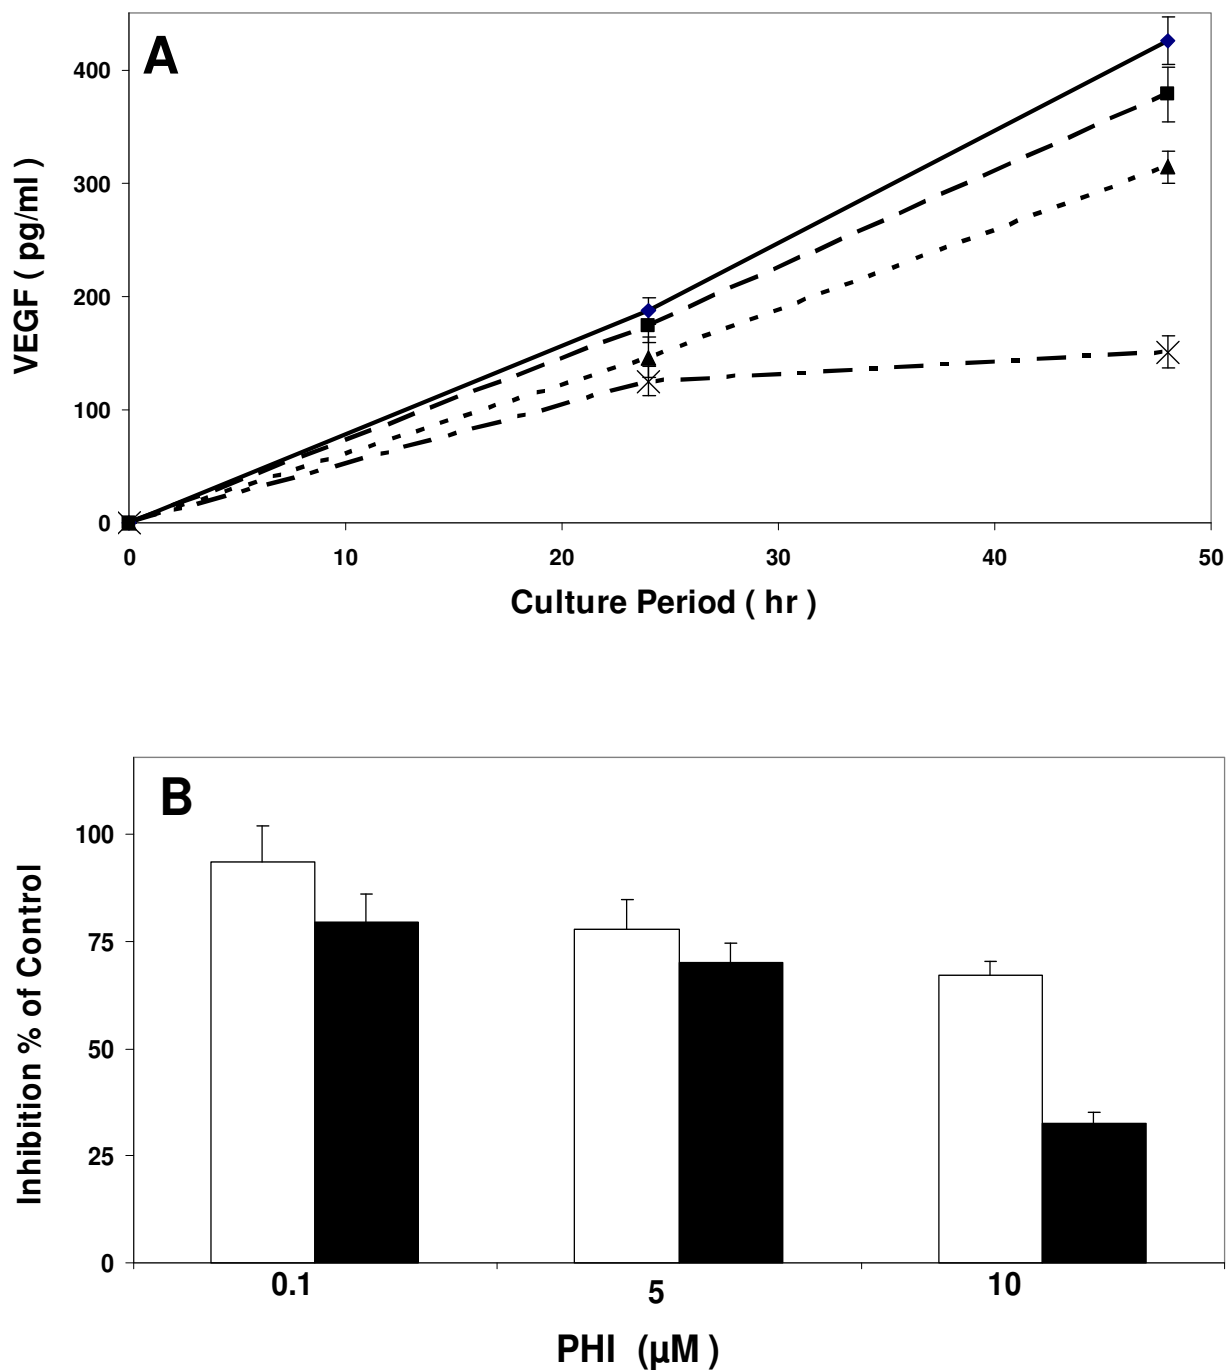 A
400
300
200
100
0
VEGF ( pg/ml )
0 10 20 30 40 50
Culture Period ( hr )
B
100
75
50
25
0
Inhibition % of Control
0.1 5 10
PHI (μM )